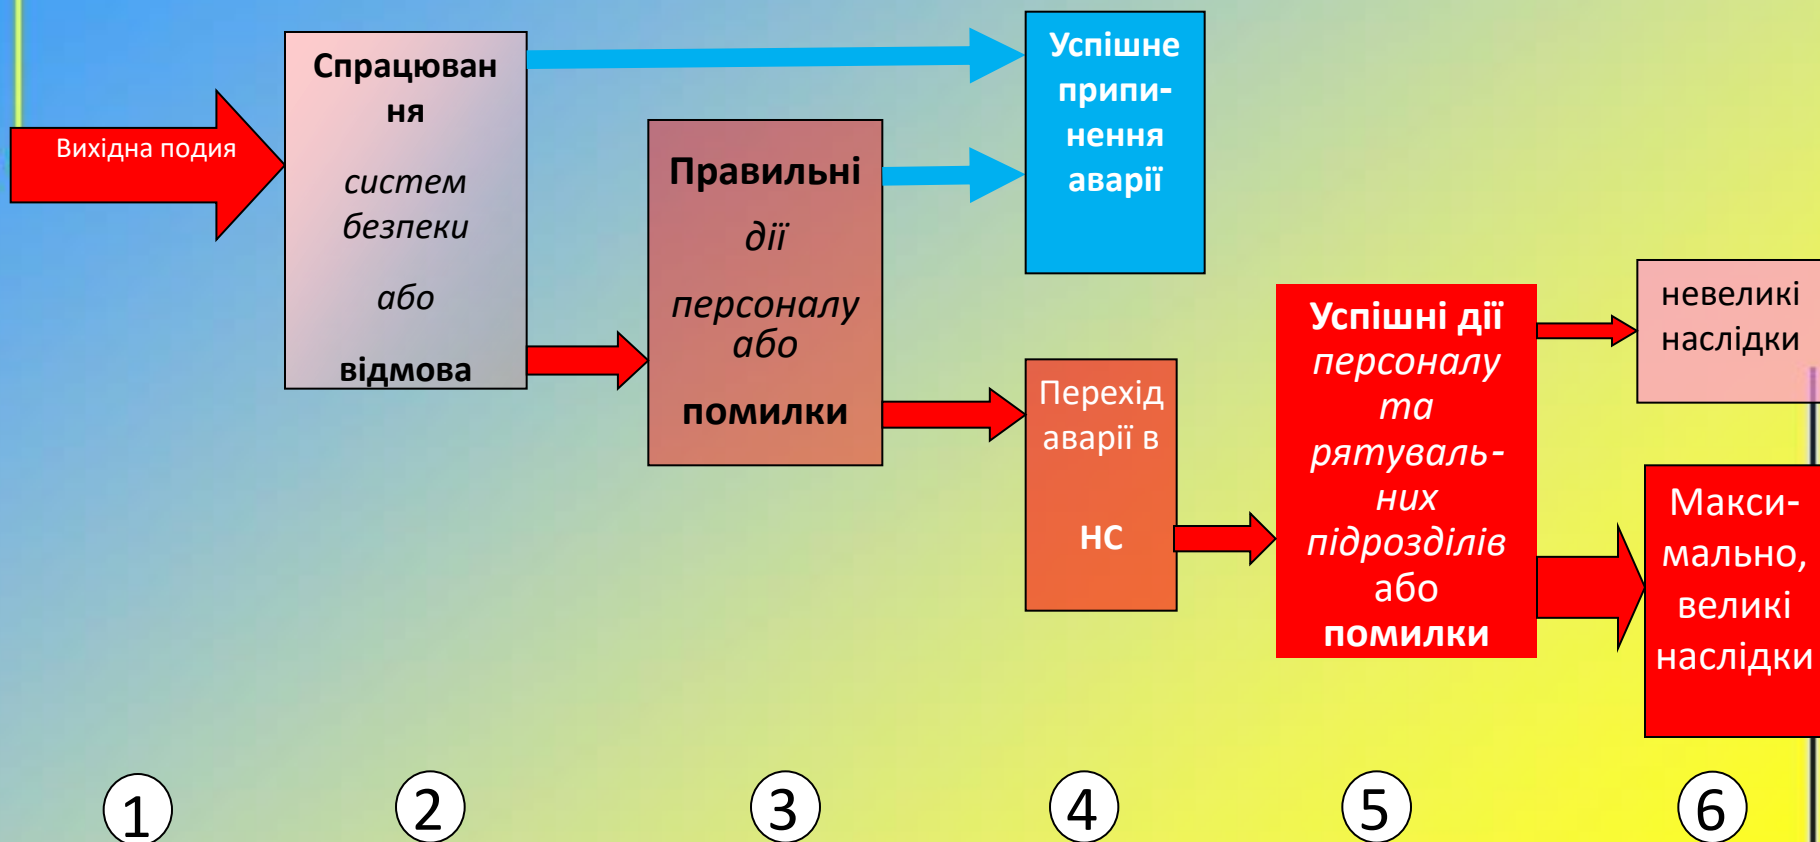 Вихідна подия
Спрацюван
ня
систем
безпеки
або
відмова
Правильні
дії
персоналу
або
помилки
Успішне
припи-
нення
аварії
Перехід
аварії в
НС
Успішні дії
персоналу
та
рятуваль-
них
підрозділів
або
помилки
невеликі
наслідки
Макси-
мально,
великі
наслідки
1
2
3
4
5
6